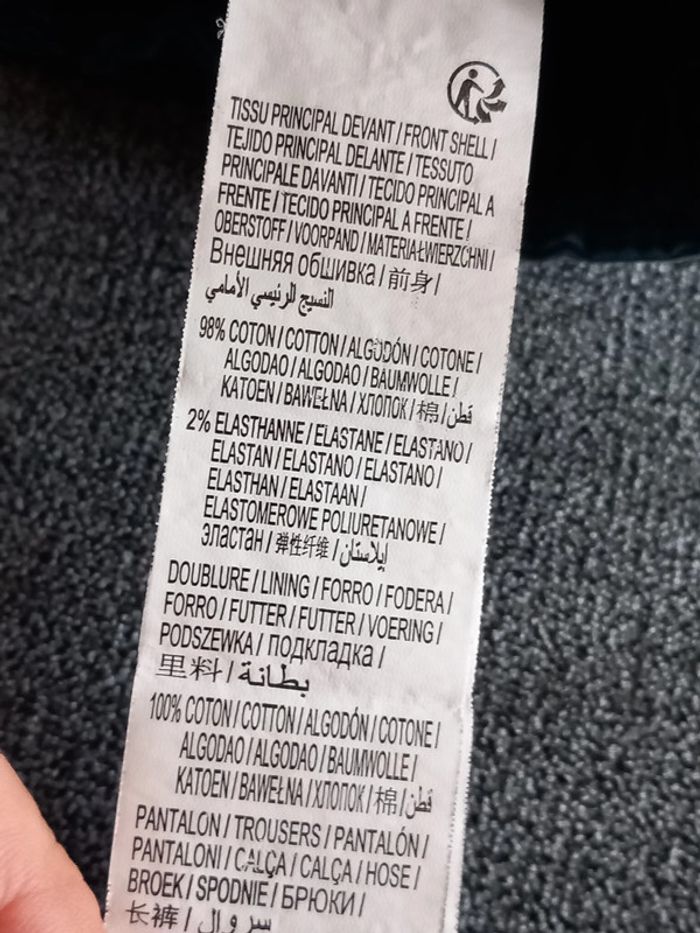 TISSU PRINCIPAL DEVANT / FRONT SHELL /
TEJIDO PRINCIPAL DELANTE / TESSUTO
PRINCIPALE DAVANTI / TECIDO PRINCIPAL A
FRENTE / TECIDO PRINCIPAL A FRENTE /
OBERSTOFF / VOORPAND / MATERIAŁWIERZCHNI /
Внешняя обшивка / 前身 /
النسيج الرئيسي الأمامي
98% COTON / COTTON / ALGODÓN / COTONE /
ALGODAO / ALGODAO / BAUMWOLLE /
KATOEN / BAWEŁNA / ХЛОПОК / 棉 / قطن
2% ELASTHANNE / ELASTANE / ELASTANO /
ELASTAN / ELASTANO / ELASTANO /
ELASTHAN / ELASTAAN /
ELASTOMEROWE POLIURETANOWE /
эластан / 弹性纤维 / إيلاستان
DOUBLURE / LINING / FORRO / FODERA /
FORRO / FUTTER / FUTTER / VOERING /
PODSZEWKA / подкладка /
里料 / بطانة
100% COTON / COTTON / ALGODÓN / COTONE /
ALGODAO / ALGODAO / BAUMWOLLE /
KATOEN / BAWEŁNA / ХЛОПОК / 棉 / قطن
PANTALON / TROUSERS / PANTALÓN /
PANTALONI / CALÇA / CALÇA / HOSE /
BROEK / SPODNIE / БРЮКИ /
长裤 / سروال